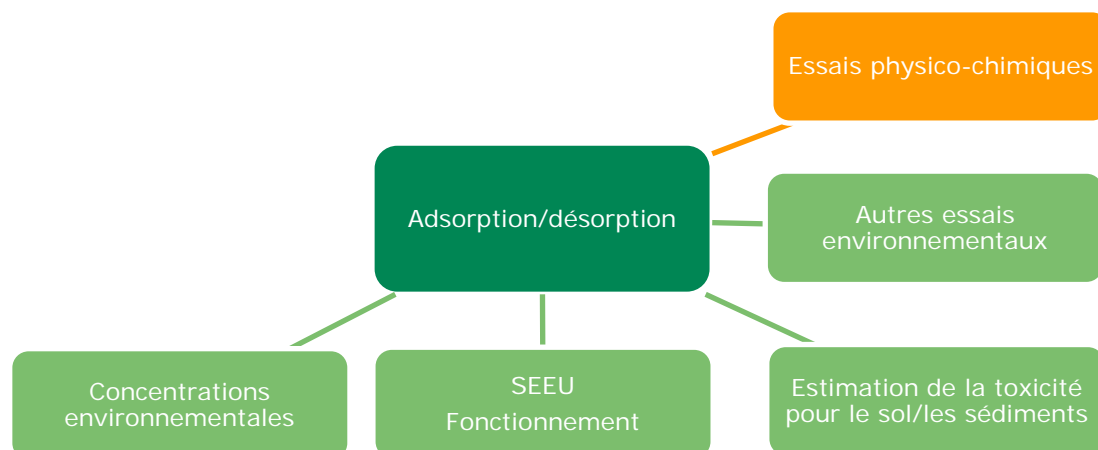 Essais physico-chimiques
Adsorption/désorption
Autres essais
environnementaux
Concentrations
environnementales
SEEU
Fonctionnement
Estimation de la toxicité
pour le sol/les sédiments